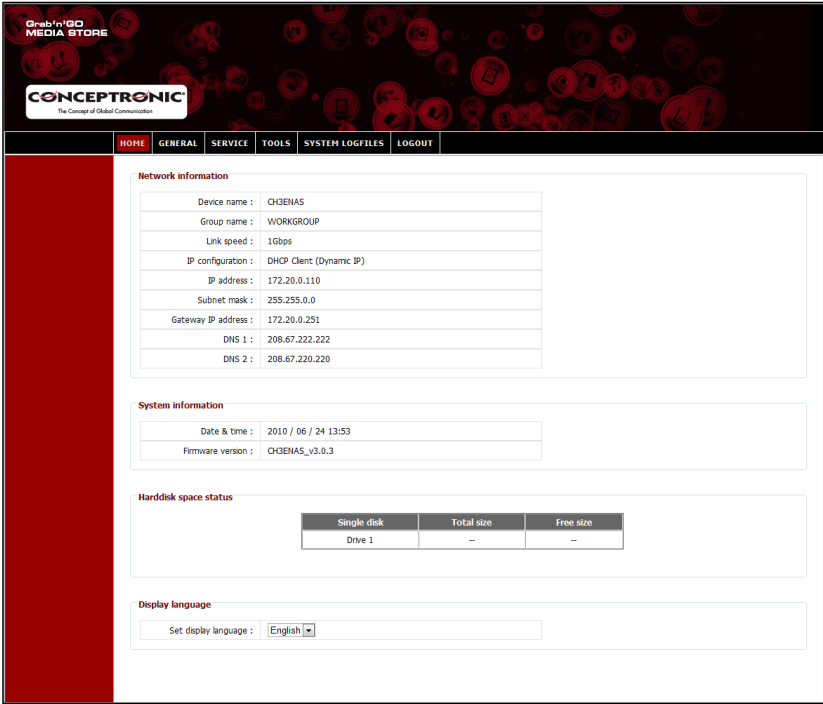 Grab'n'GO
MEDIA STORE
CONCEPTRONIC
The Concept of Global Communication
HOME GENERAL SERVICE TOOLS SYSTEM LOGFILES LOGOUT
Network information
Device name : CH3ENAS
Group name : WORKGROUP
Link speed : 1Gbps
IP configuration : DHCP Client (Dynamic IP)
IP address : 172.20.0.110
Subnet mask : 255.255.0.0
Gateway IP address : 172.20.0.251
DNS 1 : 208.67.222.222
DNS 2 : 208.67.220.220
System information
Date & time : 2010 / 06 / 24 13:53
Firmware version : CH3ENAS_v3.0.3
Harddisk space status
Single disk Total size Free size
Drive 1 -- --
Display language
Set display language : English